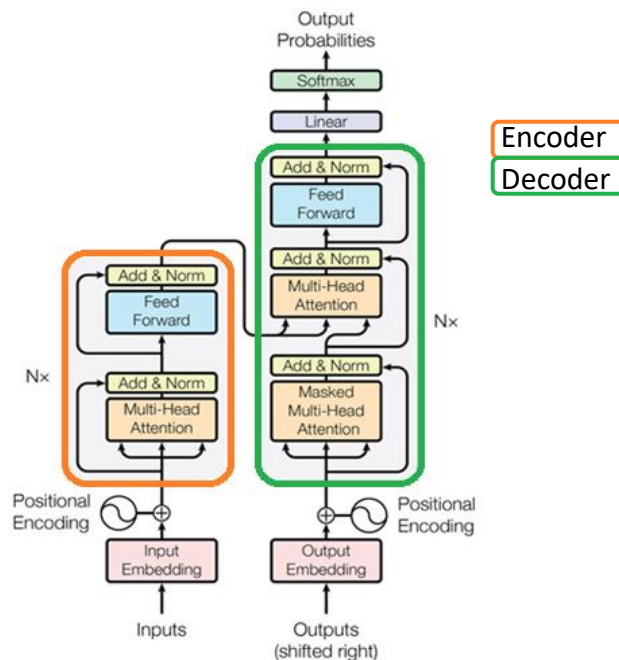 Output
Probabilities
Softmax
Linear
Add & Norm
Feed
Forward
Add & Norm
Multi-Head
Attention
Nx
Add & Norm
Masked
Multi-Head
Attention
Positional
Encoding
Output
Embedding
Outputs
(shifted right)
Add & Norm
Feed
Forward
Nx
Add & Norm
Multi-Head
Attention
Positional
Encoding
Input
Embedding
Inputs
Encoder
Decoder